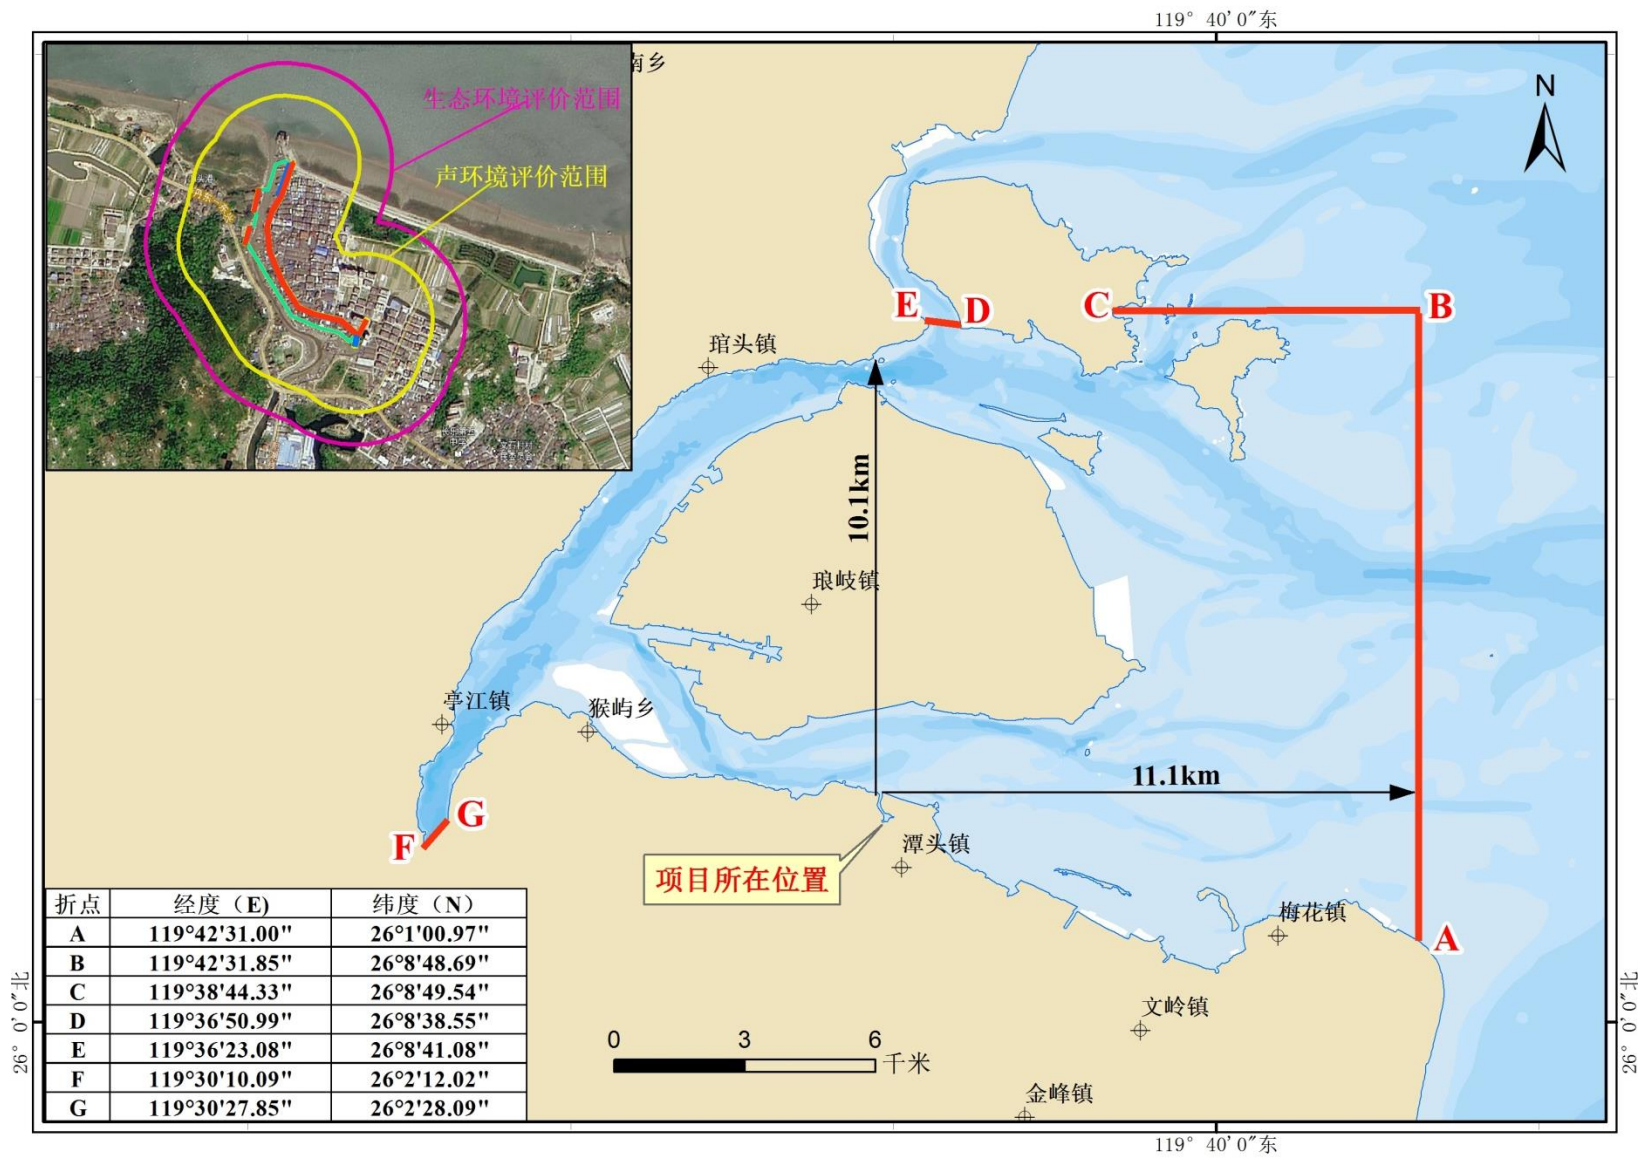 119° 40′0″东
南乡
生态环境评价范围
声环境评价范围
N
E
D
C
B
琯头镇
10.1km
琅岐镇
亭江镇
猴屿乡
11.1km
G
F
潭头镇
项目所在位置
梅花镇
A
文岭镇
金峰镇
0 3 6
千米
折点 经度（E) 纬度（N）
A 119°42'31.00" 26°1'00.97"
B 119°42'31.85" 26°8'48.69"
C 119°38'44.33" 26°8'49.54"
D 119°36'50.99" 26°8'38.55"
E 119°36'23.08" 26°8'41.08"
F 119°30'10.09" 26°2'12.02"
G 119°30'27.85" 26°2'28.09"
26° 0′0″北
26° 0′0″北
119° 40′0″东